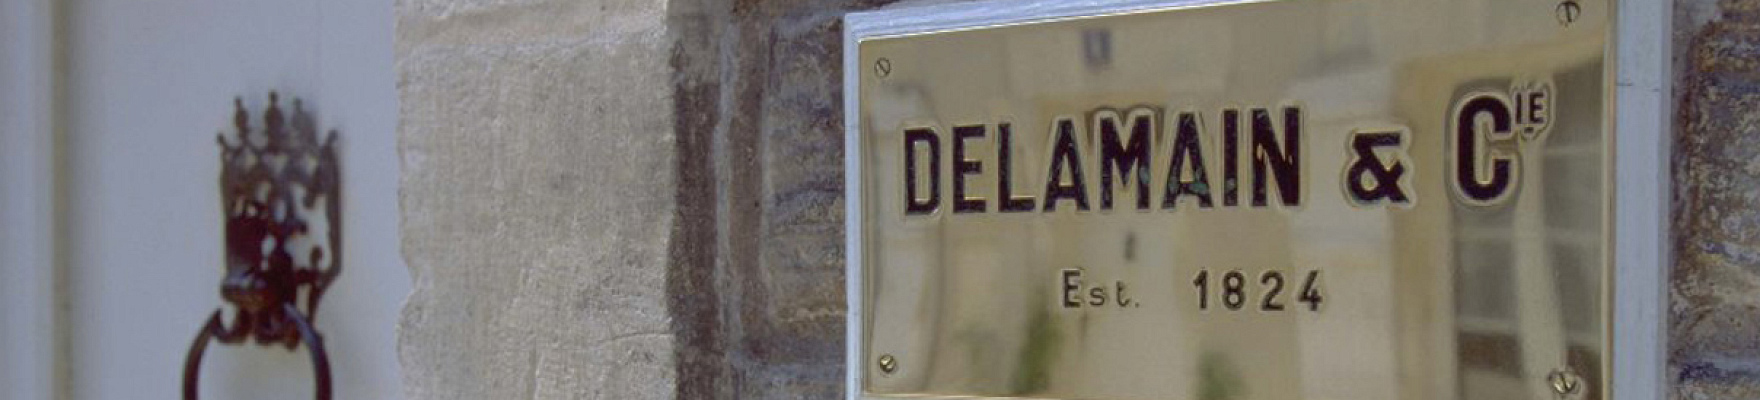 DELAMAIN & CIE
Est. 1824